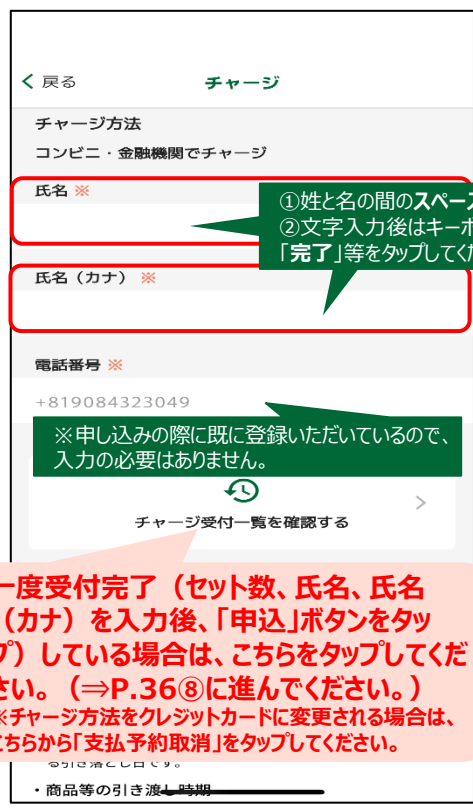 戻る
チャージ
チャージ方法
コンビニ・金融機関でチャージ
氏名 ※
①姓と名の間のスペース
②文字入力後はキーボ
「完了」等をタップしてくだ
氏名（カナ） ※
電話番号 ※
+819084323049
※申し込みの際に既に登録いただいているので、
入力の必要はありません。
チャージ受付一覧を確認する
一度受付完了（セット数、氏名、氏名
（カナ）を入力後、「申込」ボタンをタッ
プ）している場合は、こちらをタップしてくだ
さい。（⇒P.36⑧に進んでください。）
※チャージ方法をクレジットカードに変更される場合は、
こちらから「支払予約取消」をタップしてください。
る引き落とし日です。
・商品等の引き渡し時期